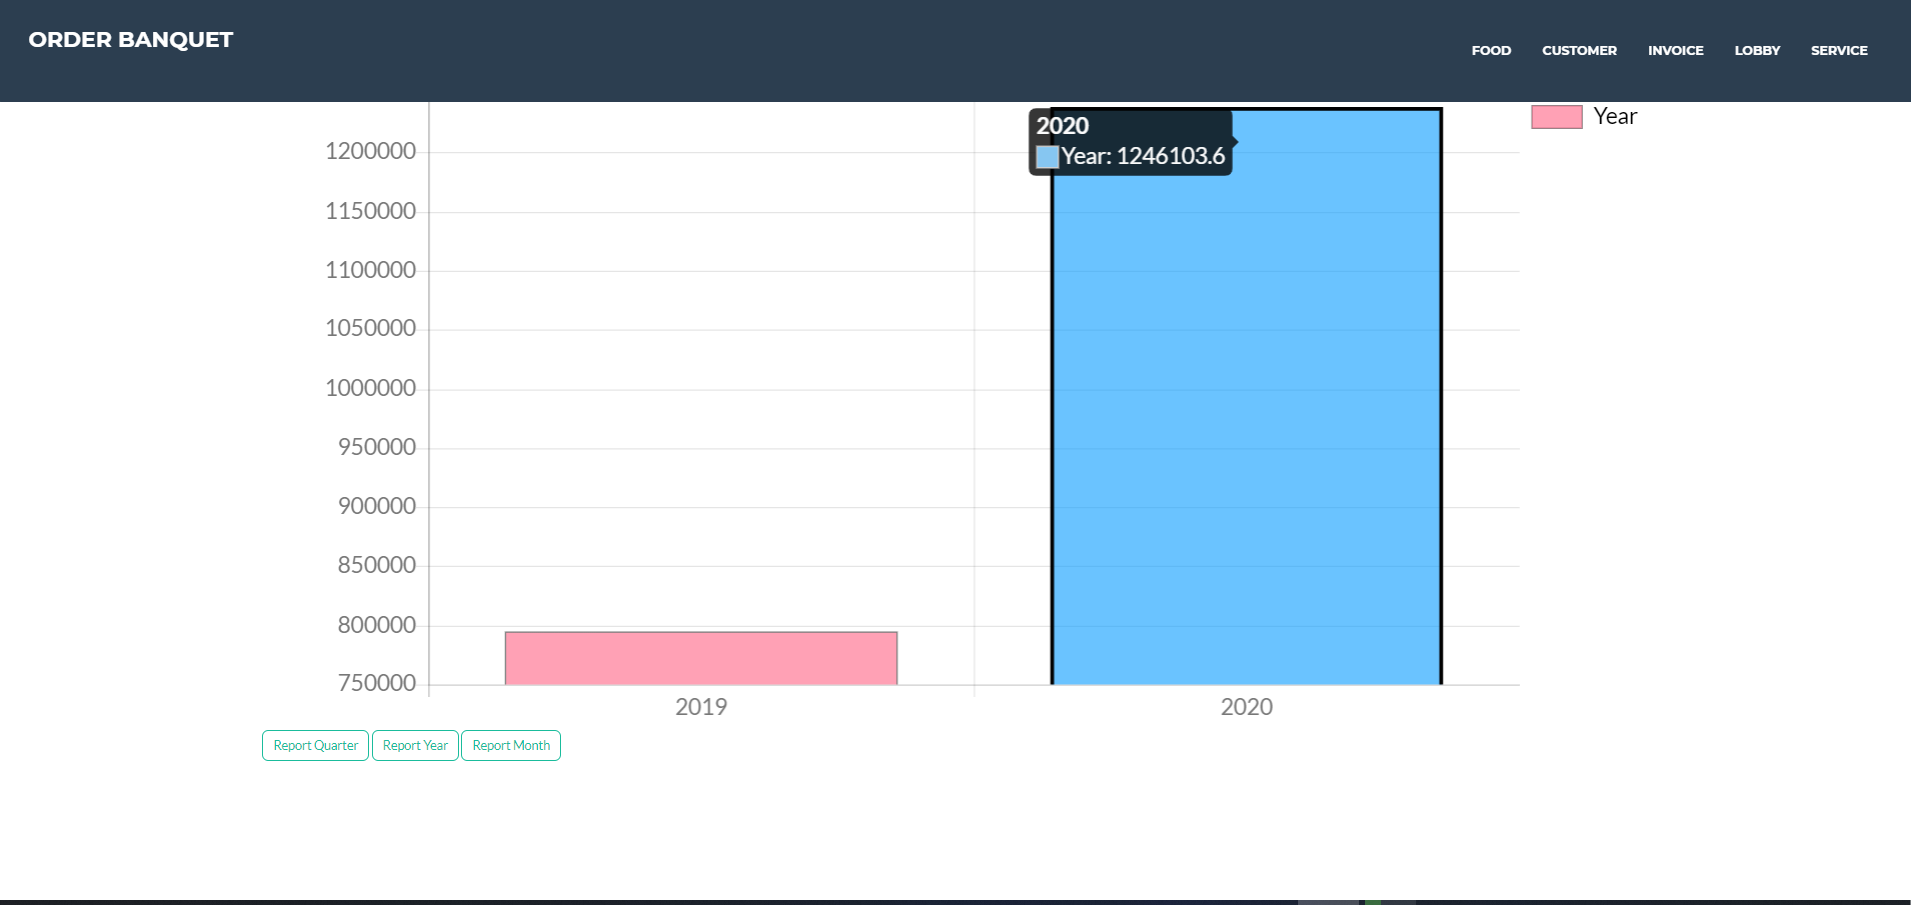 ORDER BANQUET
FOOD CUSTOMER INVOICE LOBBY SERVICE
Year
2020
Year: 1246103.6
1200000
1150000
1100000
1050000
1000000
950000
900000
850000
800000
750000
2019 2020
Report Quarter Report Year Report Month